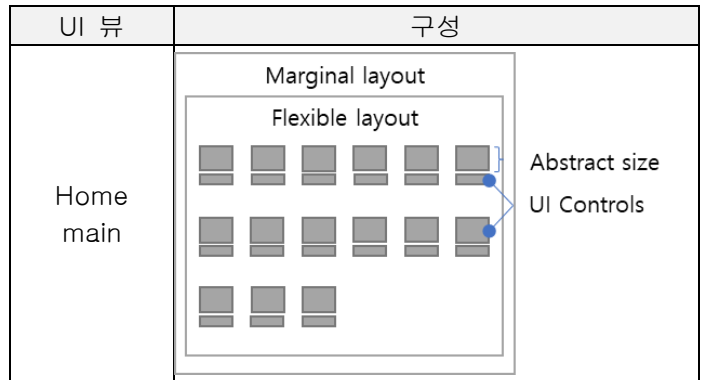 UI 뷰
구성
Marginal layout
Flexible layout
Abstract size
UI Controls
Home
main